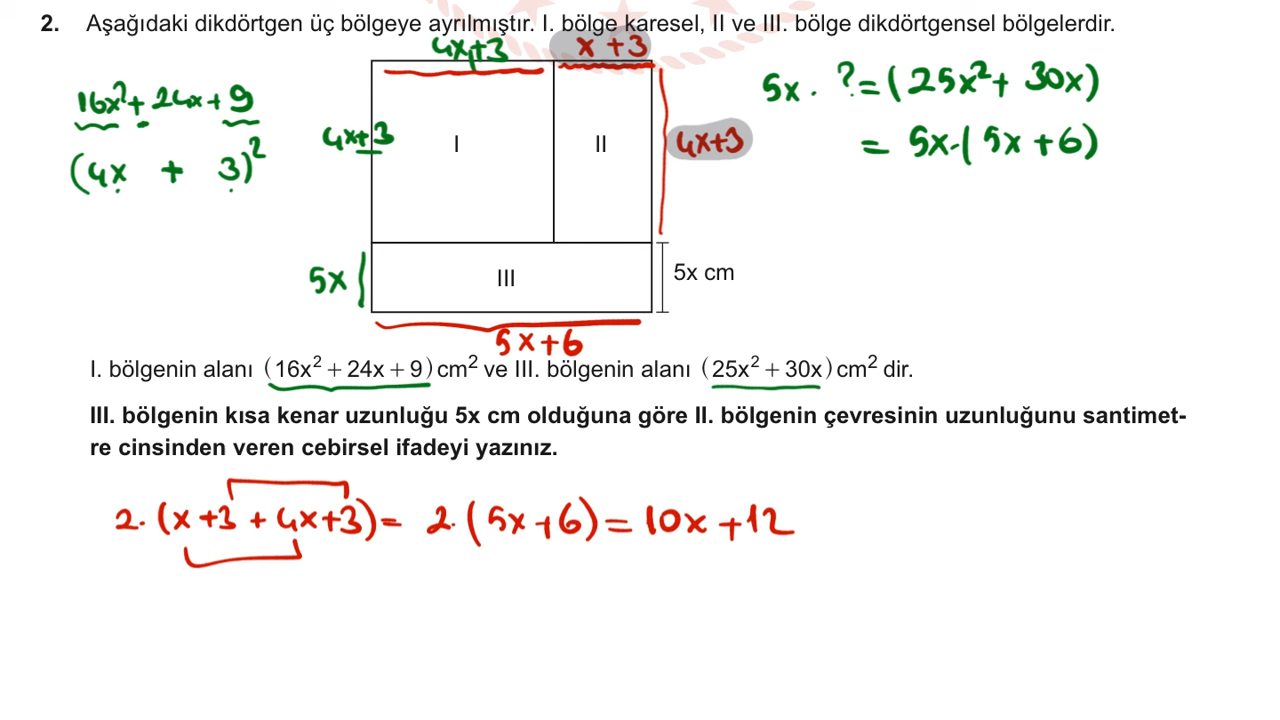 2. Aşağıdaki dikdörtgen üç bölgeye ayrılmıştır. I. bölge karesel, II ve III. bölge dikdörtgensel bölgelerdir.
4x+3 x+3
16x²+24x+9
(4x + 3)²
4x+3 I II 4x+3
5x . ?=(25x²+30x)
= 5x.(5x+6)
5x III 5x cm
5x+6
I. bölgenin alanı (16x² + 24x + 9) cm² ve III. bölgenin alanı (25x² + 30x) cm² dir.
III. bölgenin kısa kenar uzunluğu 5x cm olduğuna göre II. bölgenin çevresinin uzunluğunu santimet-
re cinsinden veren cebirsel ifadeyi yazınız.
2.(x+3+4x+3)= 2.(5x+6)=10x+12